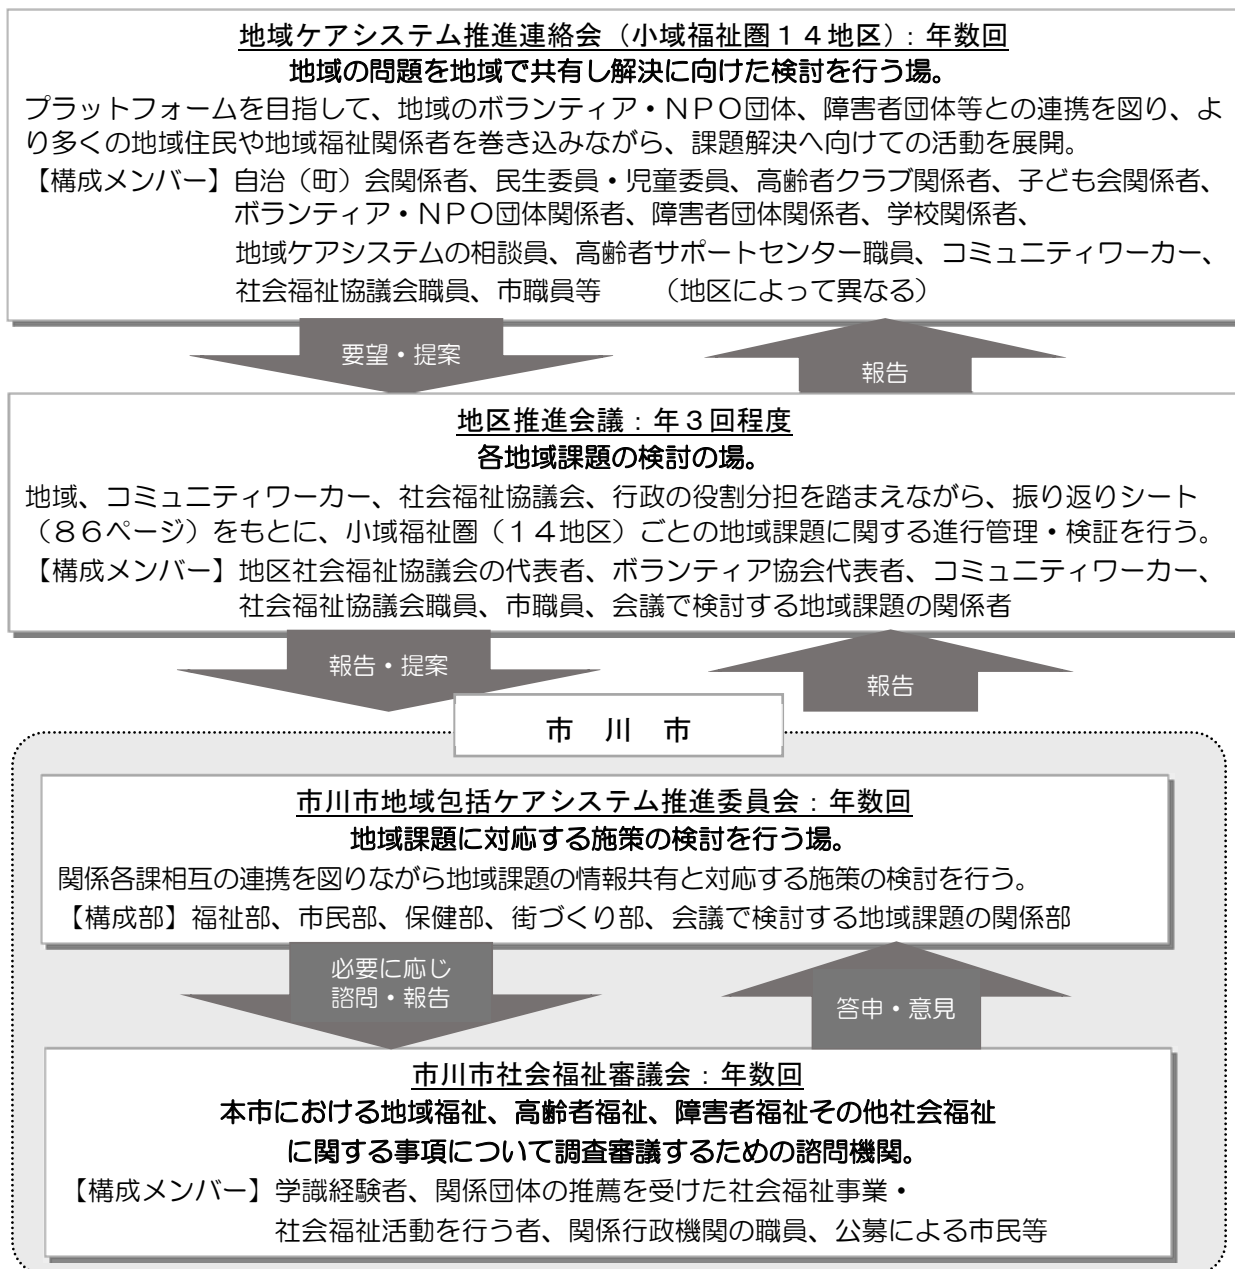 地域ケアシステム推進連絡会（小域福祉圏１４地区）：年数回
地域の問題を地域で共有し解決に向けた検討を行う場。
プラットフォームを目指して、地域のボランティア・ＮＰＯ団体、障害者団体等との連携を図り、よ
り多くの地域住民や地域福祉関係者を巻き込みながら、課題解決へ向けての活動を展開。
【構成メンバー】自治（町）会関係者、民生委員・児童委員、高齢者クラブ関係者、子ども会関係者、
ボランティア・ＮＰＯ団体関係者、障害者団体関係者、学校関係者、
地域ケアシステムの相談員、高齢者サポートセンター職員、コミュニティワーカー、
社会福祉協議会職員、市職員等　　（地区によって異なる）
要望・提案
報告
地区推進会議：年３回程度
各地域課題の検討の場。
地域、コミュニティワーカー、社会福祉協議会、行政の役割分担を踏まえながら、振り返りシート
（８６ページ）をもとに、小域福祉圏（１４地区）ごとの地域課題に関する進行管理・検証を行う。
【構成メンバー】地区社会福祉協議会の代表者、ボランティア協会代表者、コミュニティワーカー、
社会福祉協議会職員、市職員、会議で検討する地域課題の関係者
報告・提案
報告
市　川　市
市川市地域包括ケアシステム推進委員会：年数回
地域課題に対応する施策の検討を行う場。
関係各課相互の連携を図りながら地域課題の情報共有と対応する施策の検討を行う。
【構成部】福祉部、市民部、保健部、街づくり部、会議で検討する地域課題の関係部
必要に応じ
諮問・報告
答申・意見
市川市社会福祉審議会：年数回
本市における地域福祉、高齢者福祉、障害者福祉その他社会福祉
に関する事項について調査審議するための諮問機関。
【構成メンバー】学識経験者、関係団体の推薦を受けた社会福祉事業・
社会福祉活動を行う者、関係行政機関の職員、公募による市民等